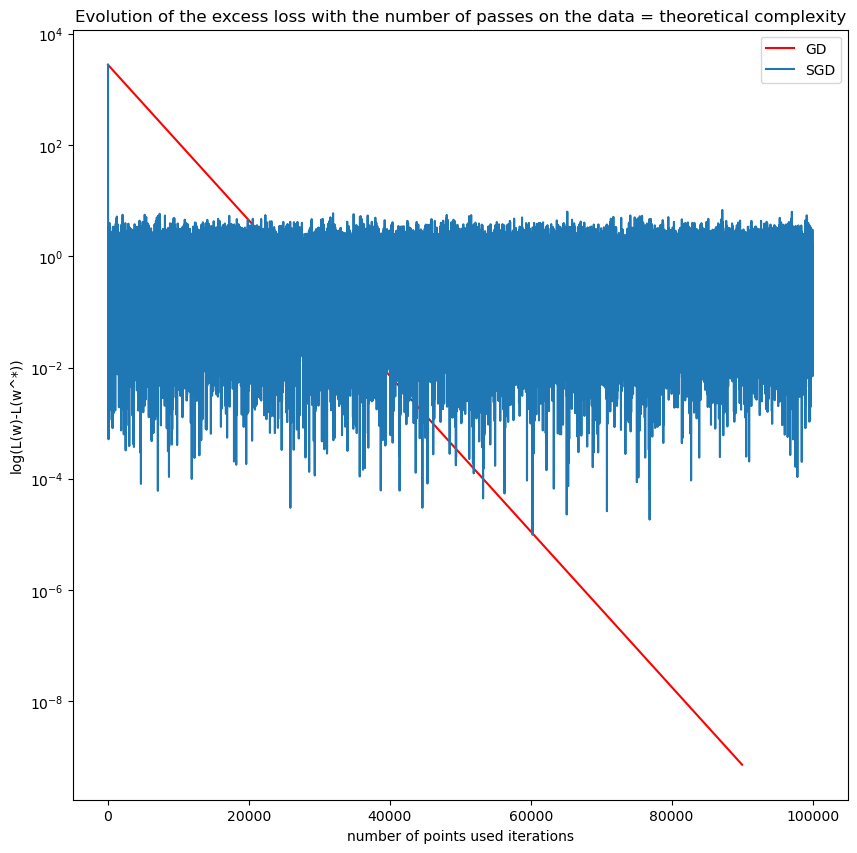 Evolution of the excess loss with the number of passes on the data = theoretical complexity
GD
SGD
10^4
10^2
10^0
10^-2
10^-4
10^-6
10^-8
log(L(w)-L(w^*))
0 20000 40000 60000 80000 100000
number of points used iterations